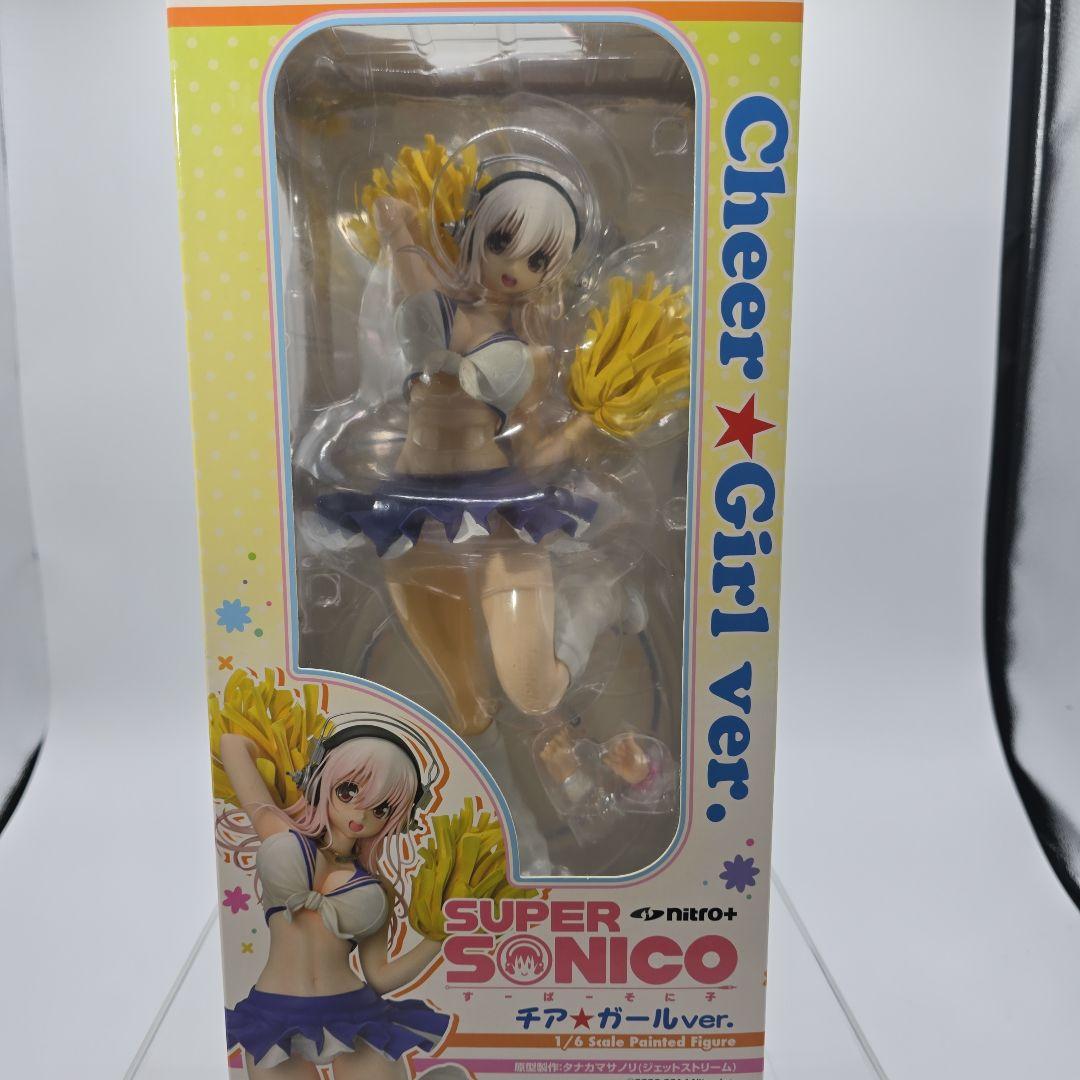 Cheer★Girl ver.
nitro+
SUPER
SONICO
すーぱーそに子
チア★ガールver.
1/6 Scale Painted Figure
原型製作:タナカマサノリ(ジェットストリーム)